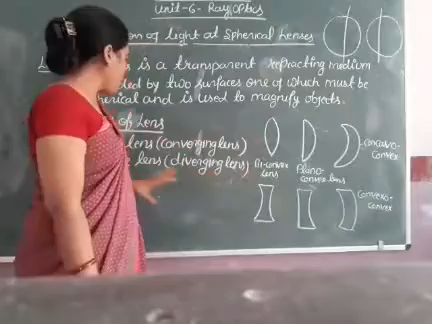 Unit-6- Ray Optics
of light at Spherical Lenses
is a transparent refracting medium
by two surfaces one of which must be
and is used to magnify objects.
of Lens
lens (converging lens)
lens (diverging lens)
Bi-convex
lens
Plano-
convex lens
concavo-
convex
convexo-
convex